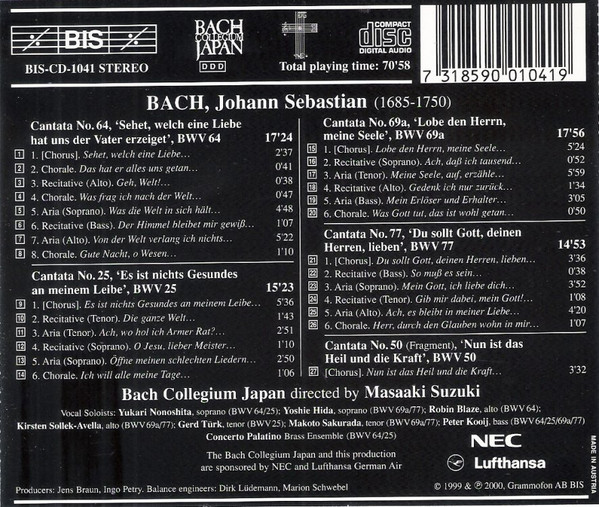 BIS
BIS-CD-1041 STEREO
BACH
COLLEGIUM
JAPAN
DDD
COMPACT
disc
DIGITAL AUDIO
Total playing time: 70'58
7 318590 010419
BACH, Johann Sebastian (1685-1750)
Cantata No. 64, 'Sehet, welch eine Liebe
hat uns der Vater erzeiget', BWV 64 17'24
1 1. [Chorus]. Sehet, welch eine Liebe… 2'37
2 2. Chorale. Das hat er alles uns getan… 0'41
3 3. Recitative (Alto). Geh, Welt!… 0'38
4 4. Chorale. Was frag ich nach der Welt… 0'47
5 5. Aria (Soprano). Was die Welt in sich hält… 4'48
6 6. Recitative (Bass). Der Himmel bleibet mir gewiß… 1'07
7 7. Aria (Alto). Von der Welt verlang ich nichts… 5'22
8 8. Chorale. Gute Nacht, o Wesen… 1'10
Cantata No. 25, 'Es ist nichts Gesundes
an meinem Leibe', BWV 25 15'23
9 1. [Chorus]. Es ist nichts Gesundes an meinem Leibe… 5'36
10 2. Recitative (Tenor). Die ganze Welt… 1'43
11 3. Aria (Tenor). Ach, wo hol ich Armer Rat?… 2'51
12 4. Recitative (Soprano). O Jesu, lieber Meister… 1'10
13 5. Aria (Soprano). Öffne meinen schlechten Liedern… 2'50
14 6. Chorale. Ich will alle meine Tage… 1'06
Cantata No. 69a, 'Lobe den Herrn,
meine Seele', BWV 69a 17'56
15 1. [Chorus]. Lobe den Herrn, meine Seele… 5'24
16 2. Recitative (Soprano). Ach, daß ich tausend… 0'52
17 3. Aria (Tenor). Meine Seele, auf, erzähle… 5'59
18 4. Recitative (Alto). Gedenk ich nur zurück… 1'34
19 5. Aria (Bass). Mein Erlöser und Erhalter… 3'05
20 6. Chorale. Was Gott tut, das ist wohl getan… 0'50
Cantata No. 77, 'Du sollt Gott, deinen
Herren, lieben', BWV 77 14'53
21 1. [Chorus]. Du sollt Gott, deinen Herren, lieben… 3'36
22 2. Recitative (Bass). So muß es sein… 0'38
23 3. Aria (Soprano). Mein Gott, ich liebe dich… 3'52
24 4. Recitative (Tenor). Gib mir dabei, mein Gott!… 1'08
25 5. Aria (Alto). Ach, es bleibt in meiner Liebe 4'20
26 6. Chorale. Herr, durch den Glauben wohn in mir… 1'07
Cantata No. 50 (Fragment), 'Nun ist das
Heil und die Kraft', BWV 50
27 [Chorus]. Nun ist das Heil und die Kraft… 3'32
Bach Collegium Japan directed by Masaaki Suzuki
Vocal Soloists: Yukari Nonoshita, soprano (BWV 64/25); Yoshie Hida, soprano (BWV 69a/77); Robin Blaze, alto (BWV 64);
Kirsten Sollek-Avella, alto (BWV 69a/77); Gerd Türk, tenor (BWV 25); Makoto Sakurada, tenor (BWV 69a/77); Peter Kooij, bass (BWV 64/25/69a/77)
Concerto Palatino Brass Ensemble (BWV 64/25)
The Bach Collegium Japan and this production
are sponsored by NEC and Lufthansa German Air
NEC
Lufthansa
MADE IN AUSTRIA
Producers: Jens Braun, Ingo Petry. Balance engineers: Dirk Lüdemann, Marion Schwebel
© 1999 & ℗ 2000, Grammofon AB BIS